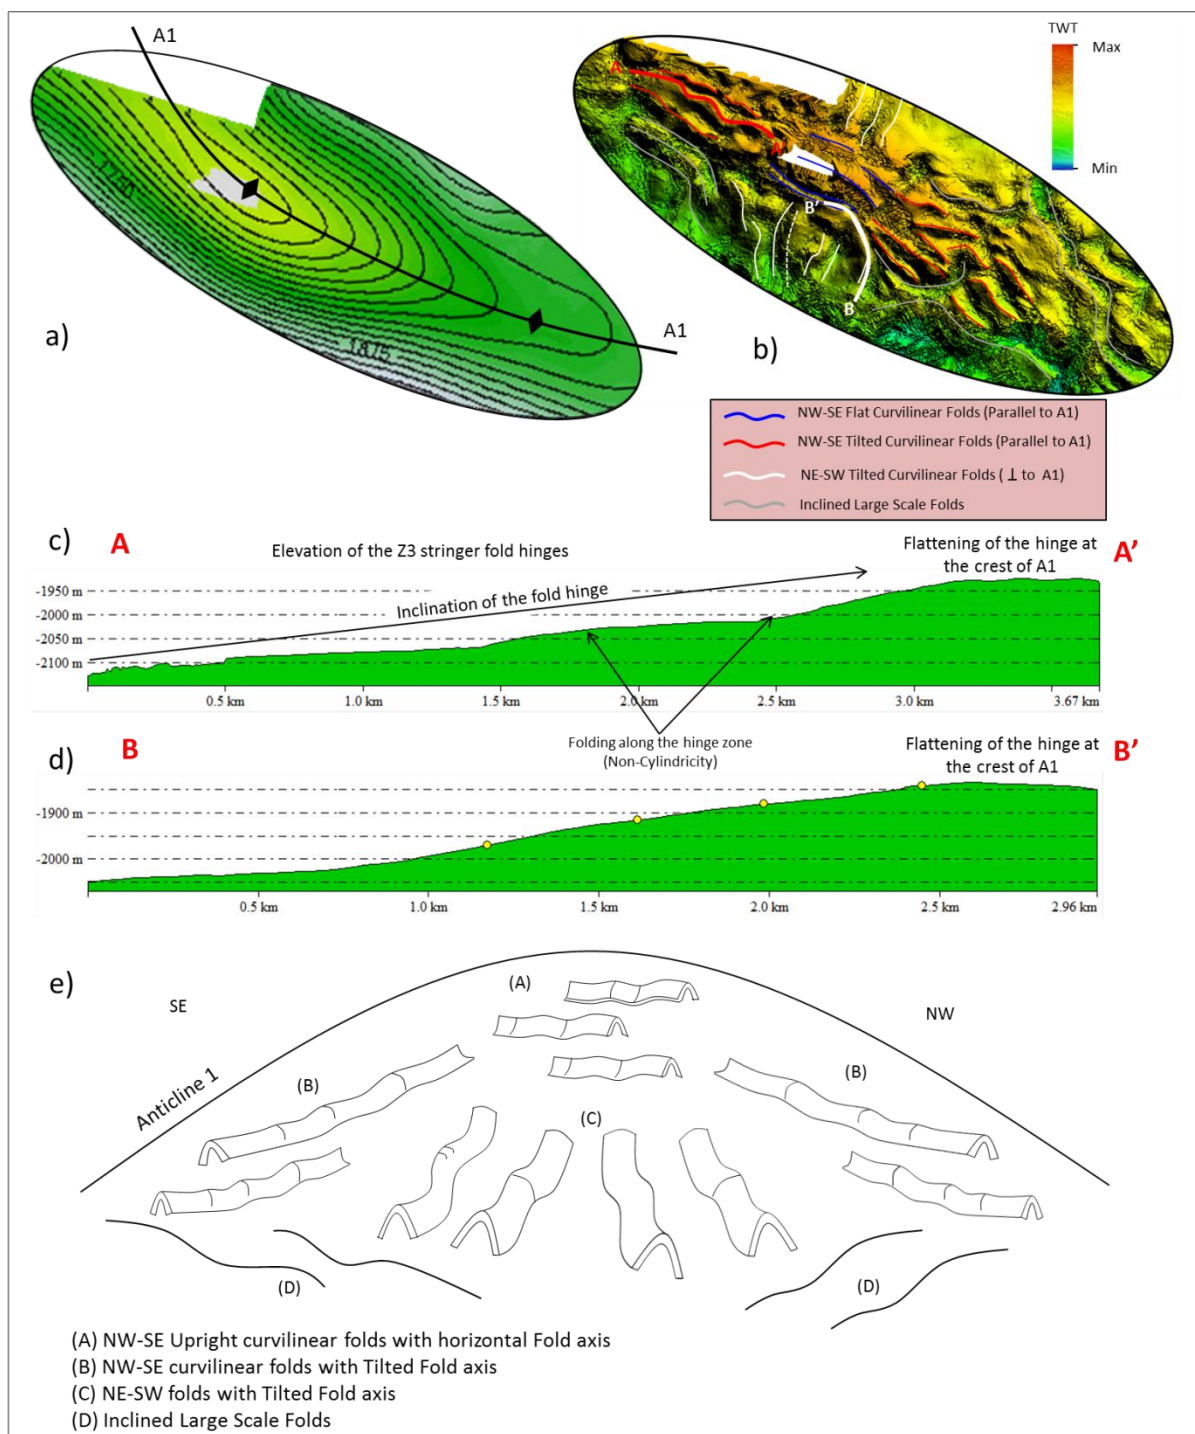 A1
1750
1875
A1
a)
TWT
Max
Min
A
A'
B'
B
b)
NW-SE Flat Curvilinear Folds (Parallel to A1)
NW-SE Tilted Curvilinear Folds (Parallel to A1)
NE-SW Tilted Curvilinear Folds ( ⊥ to A1)
Inclined Large Scale Folds
c)
A
Elevation of the Z3 stringer fold hinges
Flattening of the hinge at
the crest of A1
A'
Inclination of the fold hinge
-1950 m
-2000 m
-2050 m
-2100 m
0.5 km 1.0 km 1.5 km 2.0 km 2.5 km 3.0 km 3.67 km
Folding along the hinge zone
(Non-Cylindricity)
d)
B
Flattening of the hinge at
the crest of A1
B'
-1900 m
-2000 m
0.5 km 1.0 km 1.5 km 2.0 km 2.5 km 2.96 km
e)
SE
NW
(A)
Anticline 1
(B)
(B)
(C)
(D)
(D)
(A) NW-SE Upright curvilinear folds with horizontal Fold axis
(B) NW-SE curvilinear folds with Tilted Fold axis
(C) NE-SW folds with Tilted Fold axis
(D) Inclined Large Scale Folds